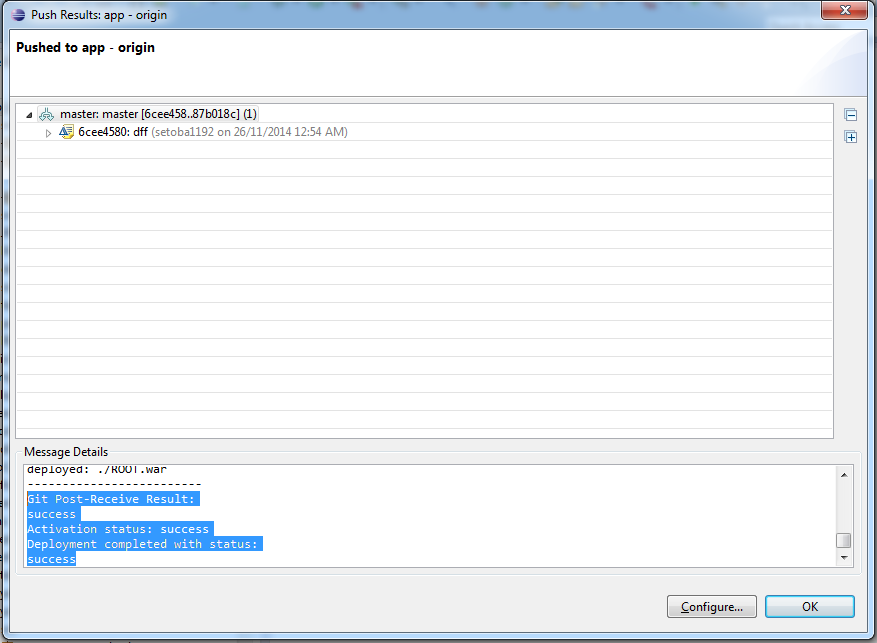 Push Results: app - origin
Pushed to app - origin
master: master [6cee458..87b018c] (1)
6cee4580: dff (setoba1192 on 26/11/2014 12:54 AM)
Message Details
deployed: ./ROOT.war
-------------------------
Git Post-Receive Result:
success
Activation status: success
Deployment completed with status:
success
Configure...
OK